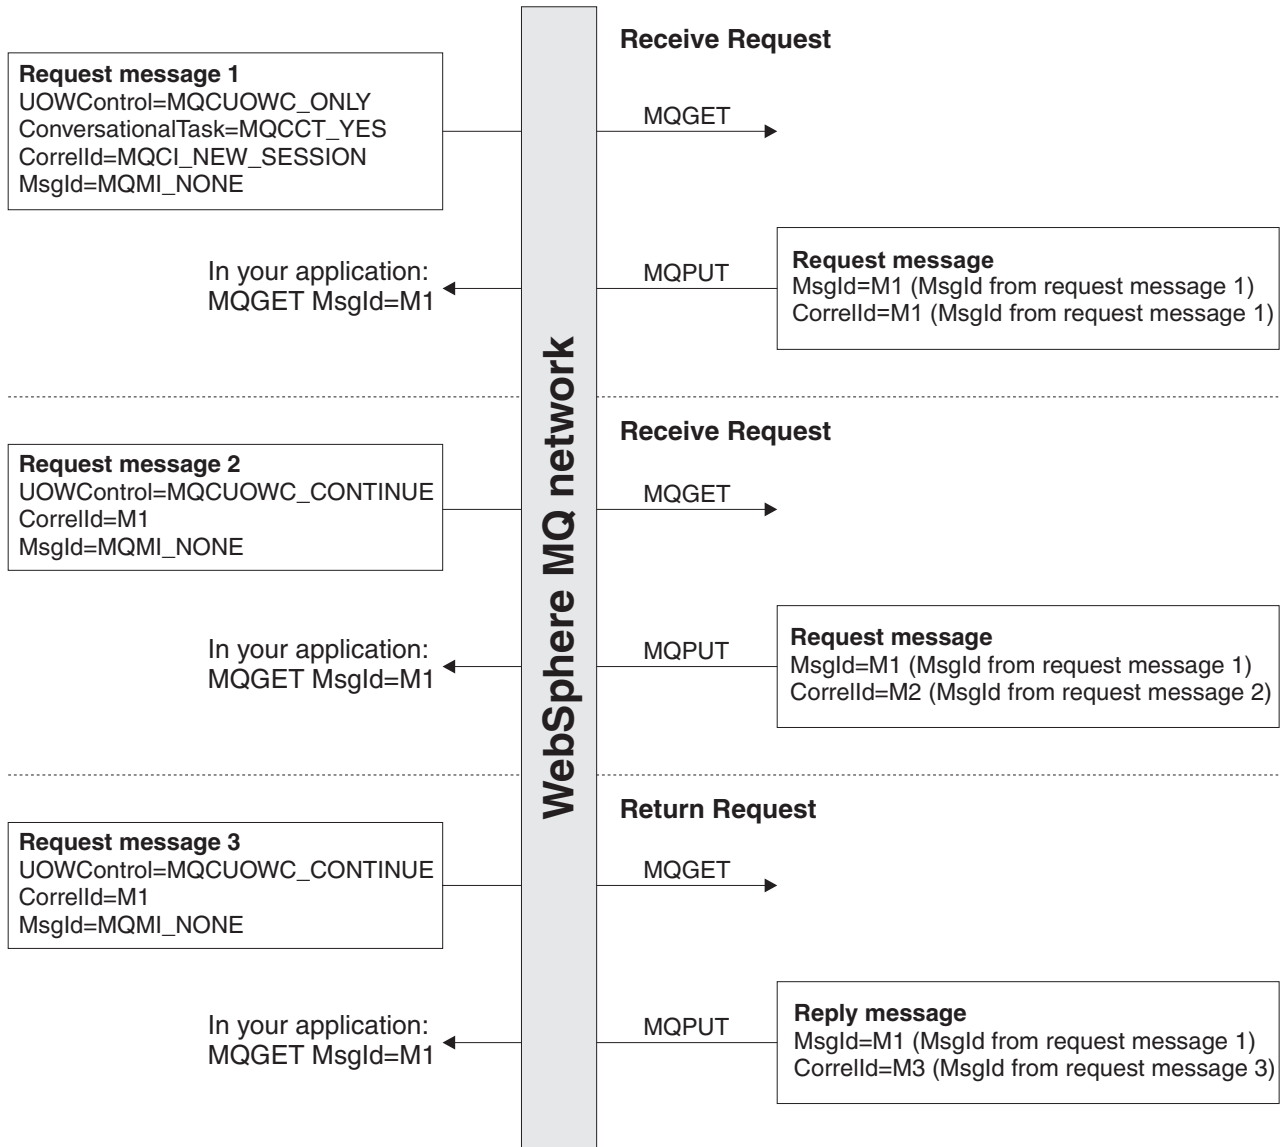 Receive Request
Request message 1
UOWControl=MQCUOWC_ONLY
ConversationalTask=MQCCT_YES
CorrelId=MQCI_NEW_SESSION
MsgId=MQMI_NONE
MQGET
In your application:
MQGET MsgId=M1
MQPUT
Request message
MsgId=M1 (MsgId from request message 1)
CorrelId=M1 (MsgId from request message 1)
WebSphere MQ network
Receive Request
Request message 2
UOWControl=MQCUOWC_CONTINUE
CorrelId=M1
MsgId=MQMI_NONE
MQGET
In your application:
MQGET MsgId=M1
MQPUT
Request message
MsgId=M1 (MsgId from request message 1)
CorrelId=M2 (MsgId from request message 2)
Return Request
Request message 3
UOWControl=MQCUOWC_CONTINUE
CorrelId=M1
MsgId=MQMI_NONE
MQGET
In your application:
MQGET MsgId=M1
MQPUT
Reply message
MsgId=M1 (MsgId from request message 1)
CorrelId=M3 (MsgId from request message 3)